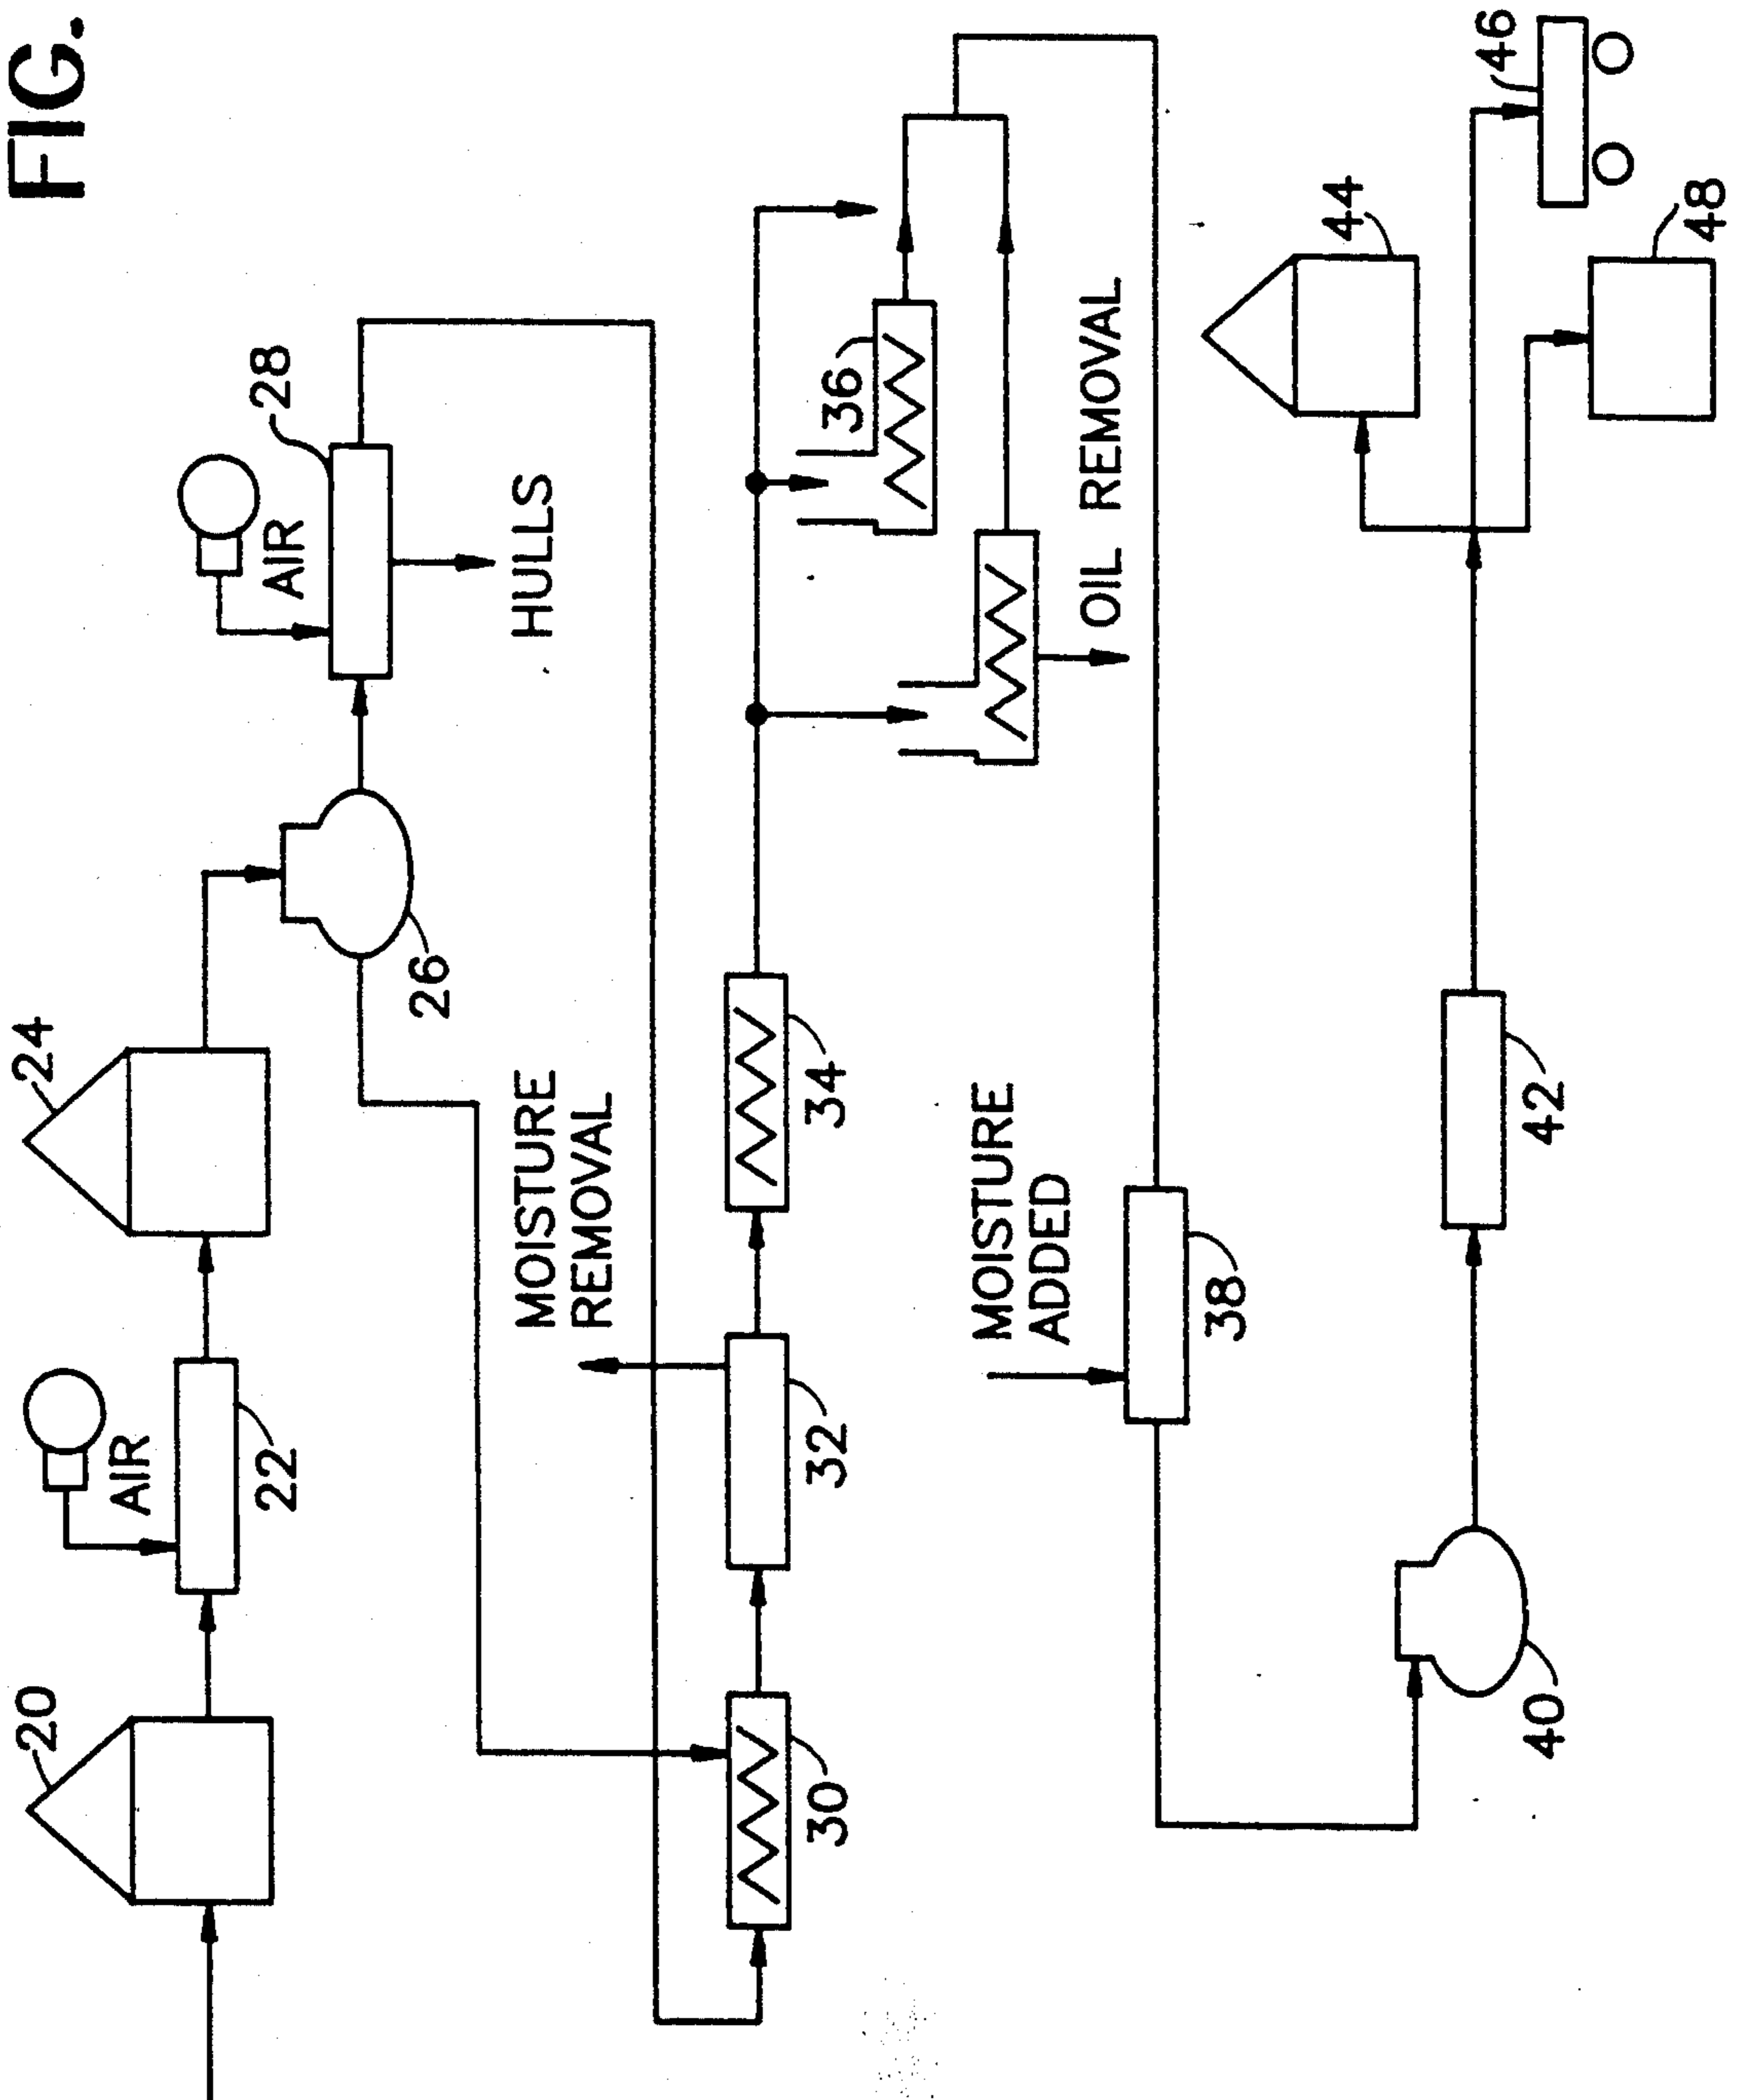 FIG.
20
AIR
22
24
26
AIR
28
HULLS
MOISTURE
REMOVAL
30
32
34
36
OIL REMOVAL
MOISTURE
ADDED
38
40
42
44
46
48